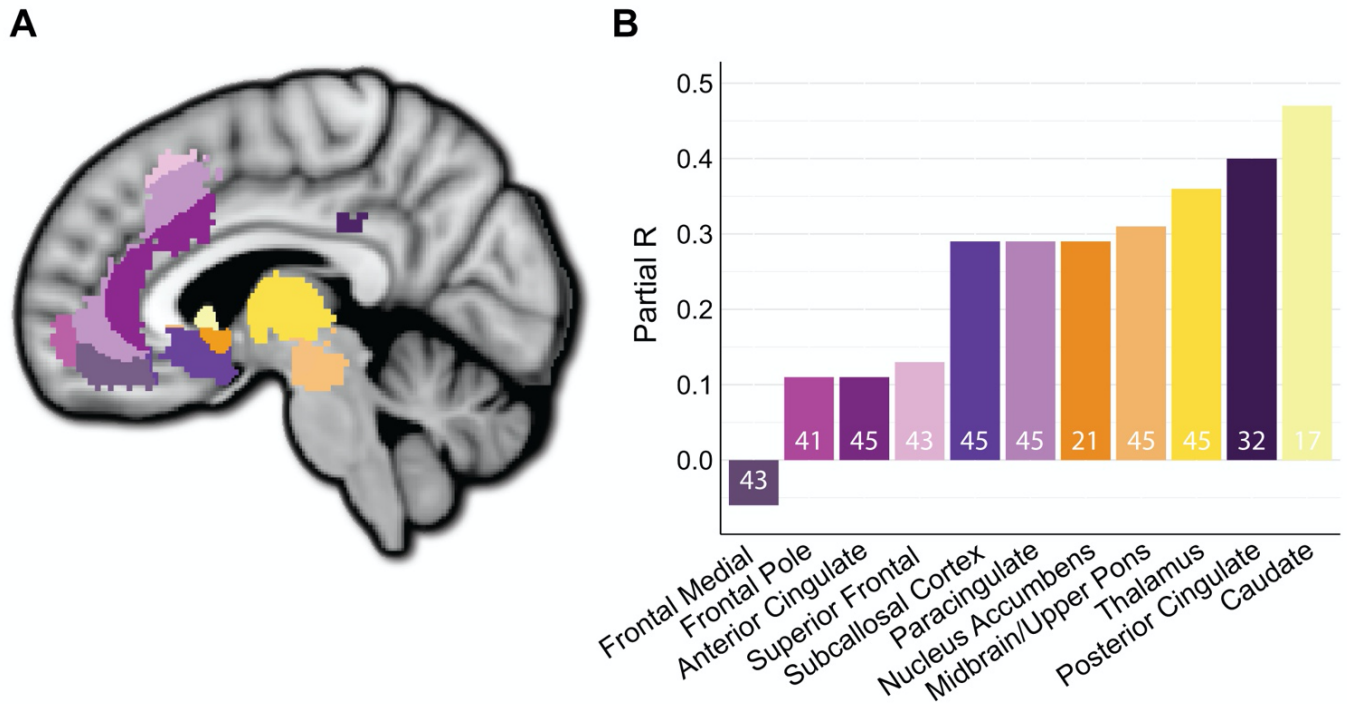 A
B
Partial R
0.5
0.4
0.3
0.2
0.1
0.0
43
41
45
43
45
45
21
45
45
32
17
Frontal Medial
Frontal Pole
Anterior Cingulate
Superior Frontal
Subcallosal Cortex
Paracingulate
Nucleus Accumbens
Midbrain/Upper Pons
Thalamus
Posterior Cingulate
Caudate